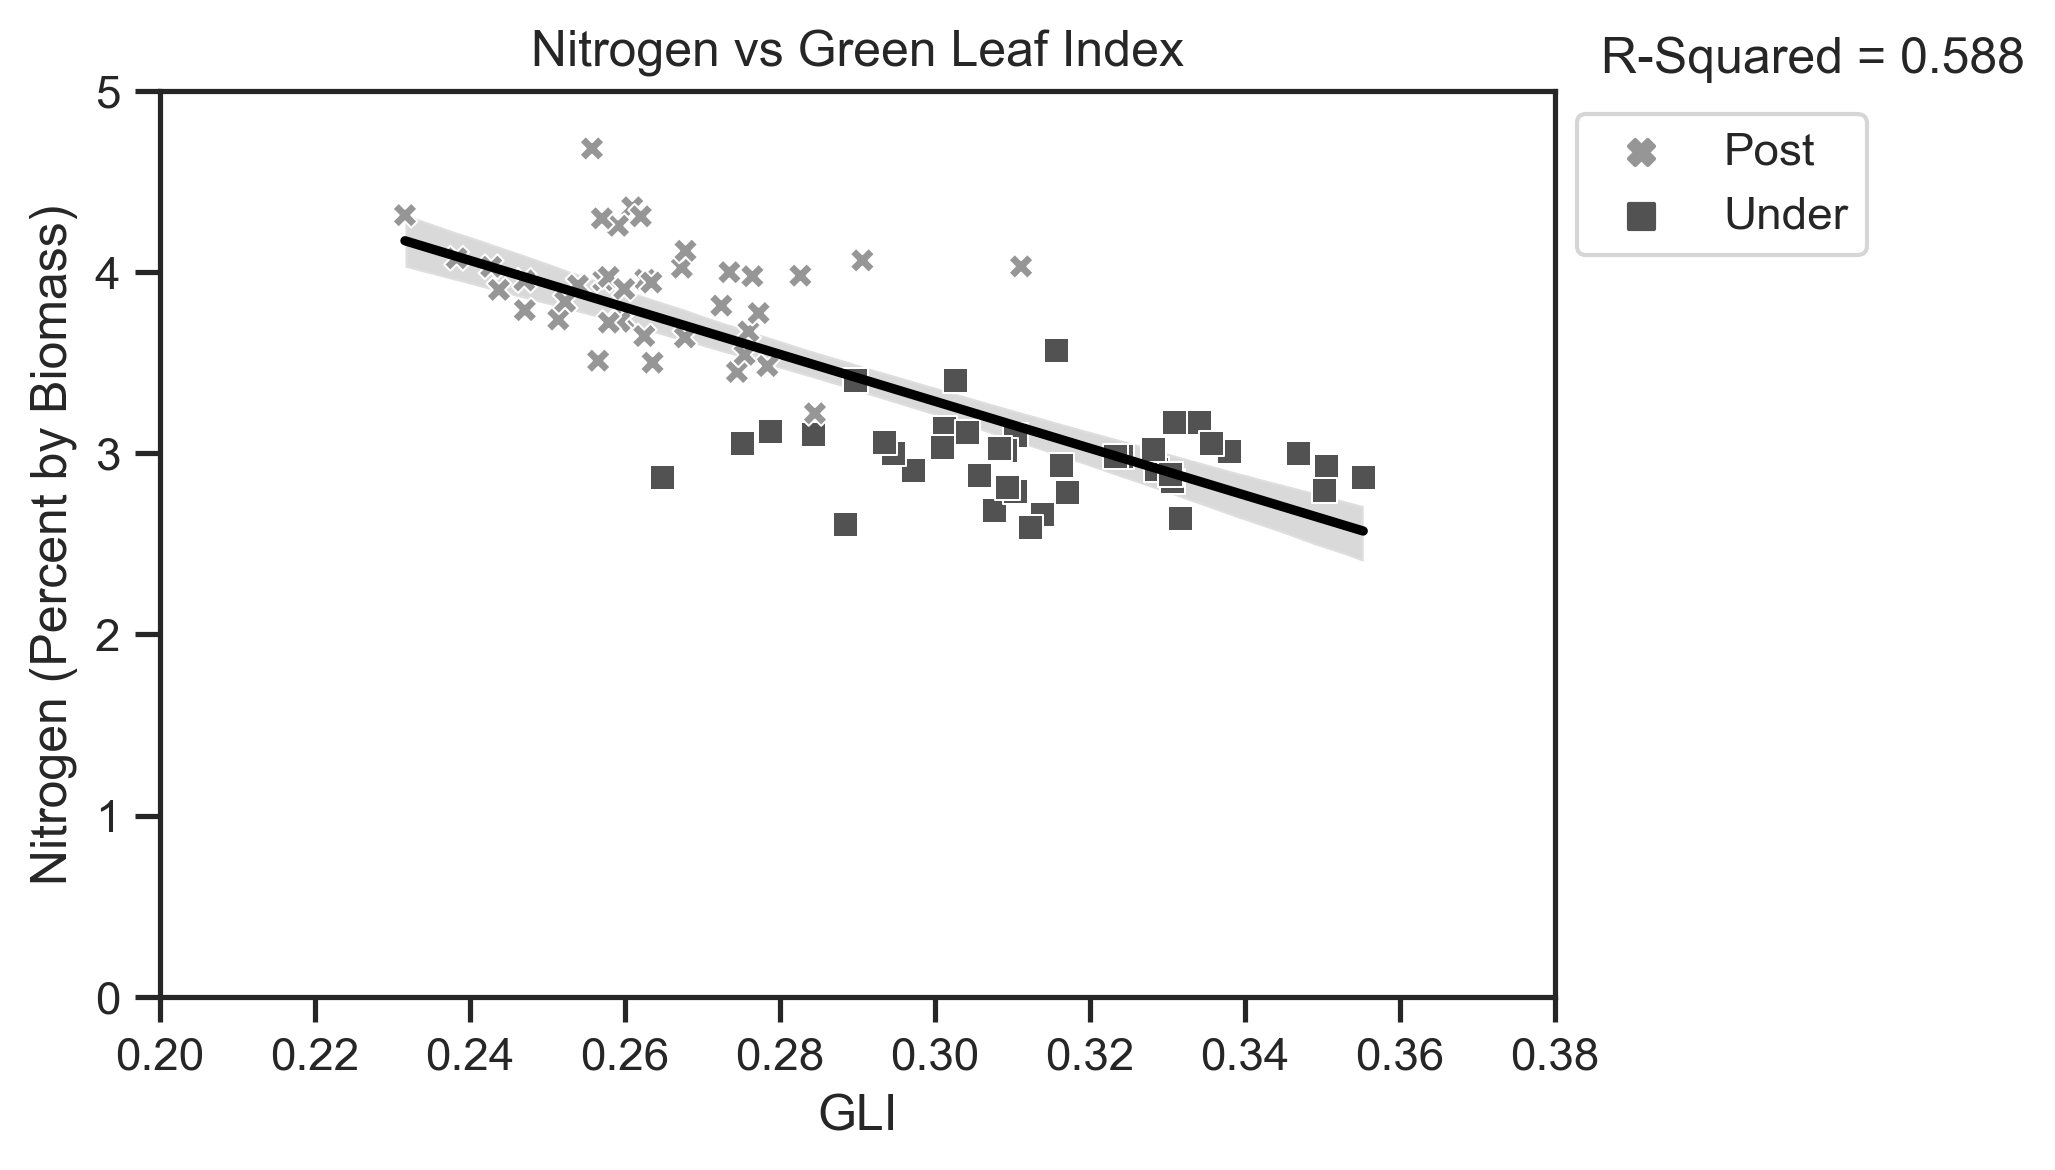 Nitrogen vs Green Leaf Index
R-Squared = 0.588
Post
Under
Nitrogen (Percent by Biomass)
5
4
3
2
1
0
0.20 0.22 0.24 0.26 0.28 0.30 0.32 0.34 0.36 0.38
GLI